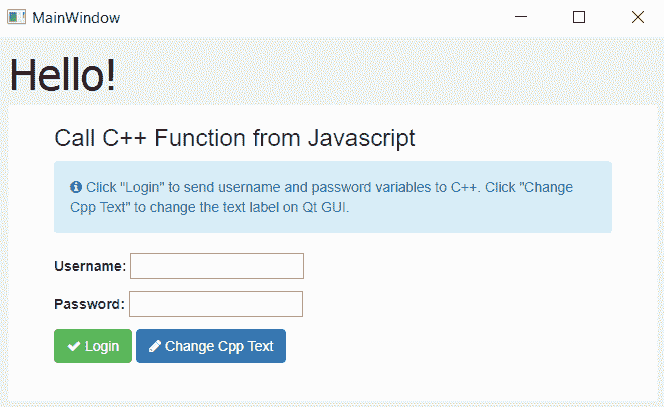 MainWindow
Hello!
Call C++ Function from Javascript
Click "Login" to send username and password variables to C++. Click "Change
Cpp Text" to change the text label on Qt GUI.
Username:
Password:
Login Change Cpp Text